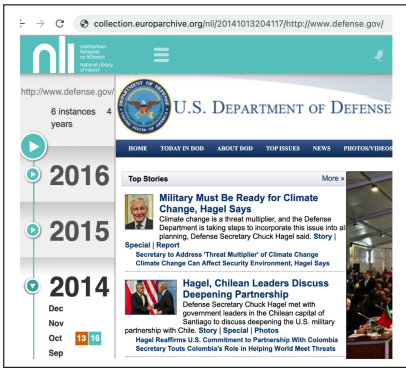 collection.europarchive.org/nli/20141013204117/http://www.defense.gov/
nli
Leabharlann
Náisiúnta
na hÉireann
National Library
of Ireland
http://www.defense.gov/
6 instances 4
years
2016
2015
2014
Dec
Nov
Oct 13 16
Sep
U.S. DEPARTMENT OF DEFENSE
HOME TODAY IN DOD ABOUT DOD TOP ISSUES NEWS PHOTOS/VIDEOS
Top Stories More »
Military Must Be Ready for Climate
Change, Hagel Says
Climate change is a threat multiplier, and the Defense
Department is taking steps to incorporate this issue into al
planning, Defense Secretary Chuck Hagel said. Story |
Special | Report
Secretary to Address 'Threat Multiplier' of Climate Change
Climate Change Can Affect Security Environment, Hagel Says
Hagel, Chilean Leaders Discuss
Deepening Partnership
Defense Secretary Chuck Hagel met with
government leaders in the Chilean capital of
Santiago to discuss deepening the U.S. military
partnership with Chile. Story | Special | Photos
Hagel Reaffirms U.S. Commitment to Partnership With Colombia
Secretary Touts Colombia's Role in Helping World Meet Threats